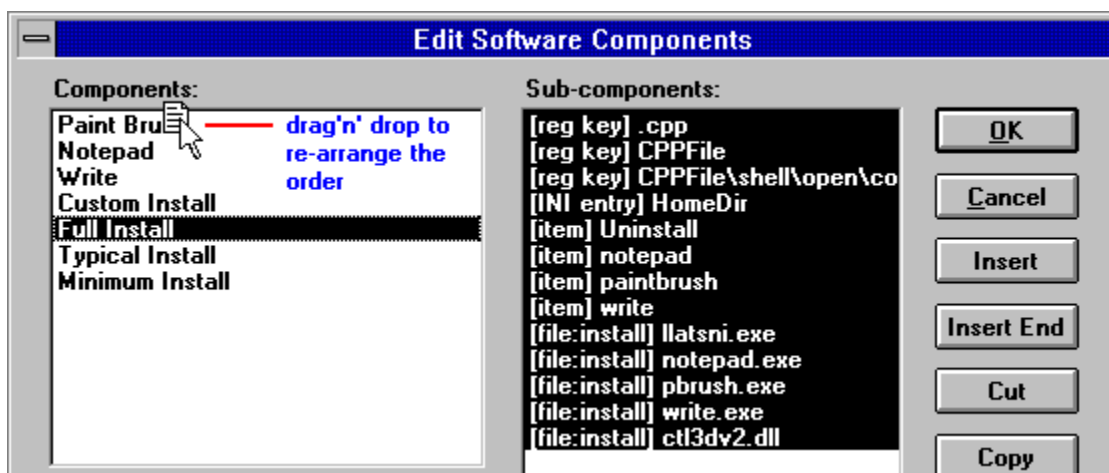 Edit Software Components
Components:
Paint Bru
Notepad
Write
Custom Install
Full Install
Typical Install
Minimum Install
drag'n' drop to
re-arrange the
order
Sub-components:
[reg key] .cpp
[reg key] CPPFile
[reg key] CPPFile\shell\open\co
[INI entry] HomeDir
[item] Uninstall
[item] notepad
[item] paintbrush
[item] write
[file:install] llatsni.exe
[file:install] notepad.exe
[file:install] pbrush.exe
[file:install] write.exe
[file:install] ctl3dv2.dll
OK
Cancel
Insert
Insert End
Cut
Copy